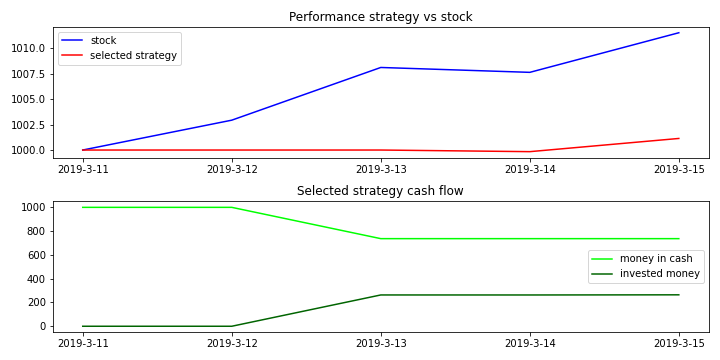 Performance strategy vs stock
stock
selected strategy
1010.0
1007.5
1005.0
1002.5
1000.0
2019-3-11 2019-3-12 2019-3-13 2019-3-14 2019-3-15
Selected strategy cash flow
1000
800
600
400
200
0
money in cash
invested money
2019-3-11 2019-3-12 2019-3-13 2019-3-14 2019-3-15